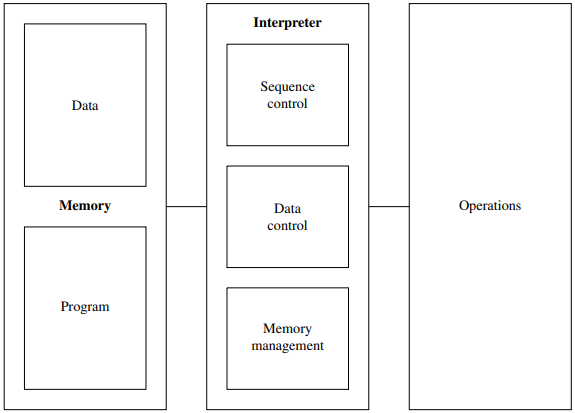 Data
Memory
Program
Interpreter
Sequence
control
Data
control
Memory
management
Operations